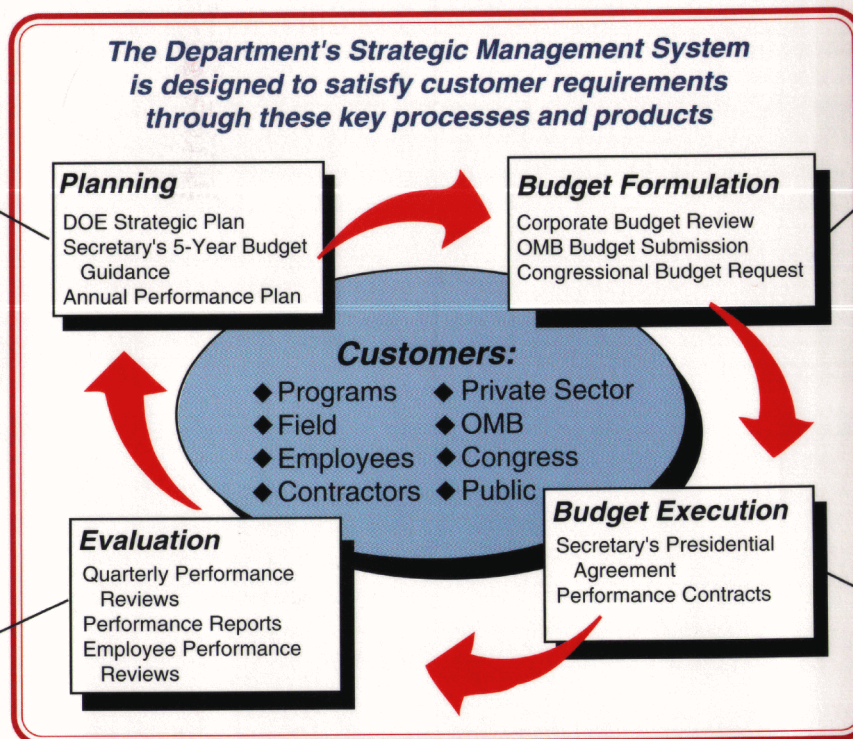 The Department's Strategic Management System
is designed to satisfy customer requirements
through these key processes and products
Planning
DOE Strategic Plan
Secretary's 5-Year Budget
Guidance
Annual Performance Plan
Budget Formulation
Corporate Budget Review
OMB Budget Submission
Congressional Budget Request
Customers:
◆ Programs
◆ Field
◆ Employees
◆ Contractors
◆ Private Sector
◆ OMB
◆ Congress
◆ Public
Evaluation
Quarterly Performance
Reviews
Performance Reports
Employee Performance
Reviews
Budget Execution
Secretary's Presidential
Agreement
Performance Contracts